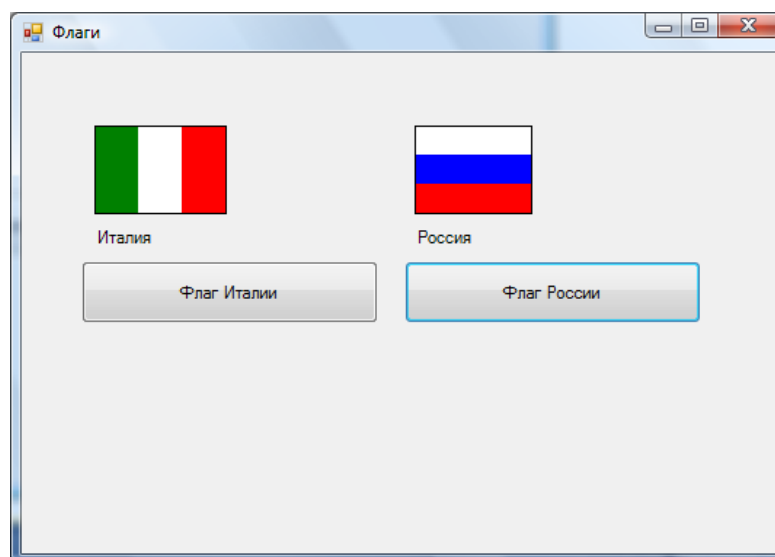 Флаги
Италия
Россия
Флаг Италии
Флаг России